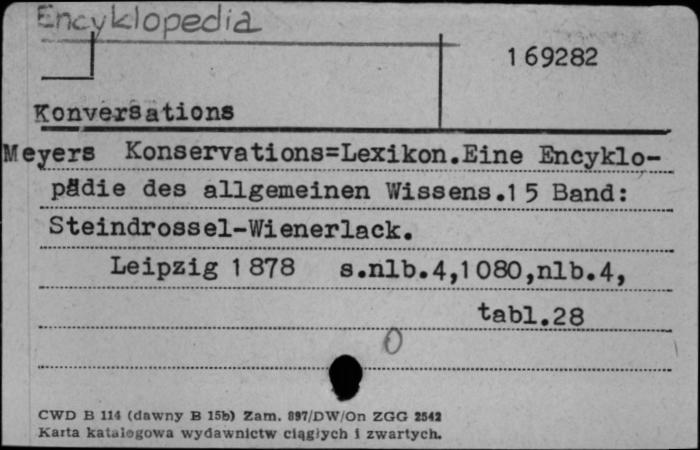 Encyklopedia
169282
Konversations
Meyers Konservations=Lexikon.Eine Encyklo-
pädie des allgemeinen Wissens.15 Band:
Steindrossel-Wienerlack.
Leipzig 1878 s.nlb.4,1080,nlb.4,
tabl.28
0
CWD B 114 (dawny B 15b) Zam. 897/DW/On ZGG 2542
Karta katalogowa wydawnictw ciągłych i zwartych.